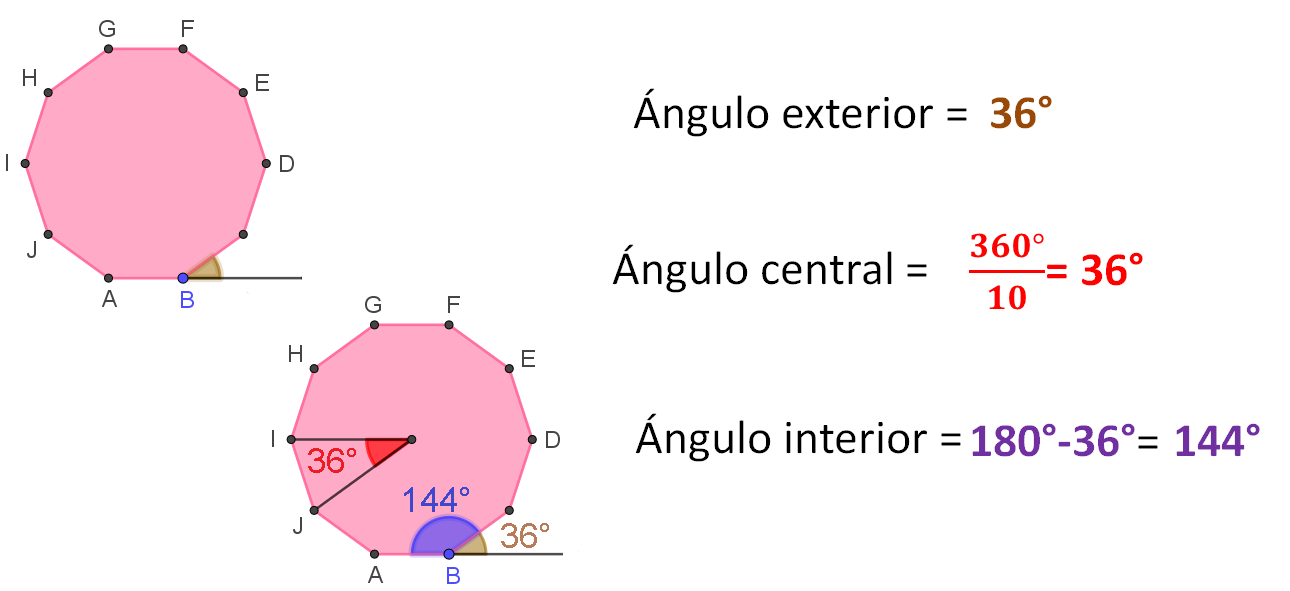 G F
H E
I D
J
A B
Ángulo exterior = 36°
Ángulo central = 360°/10 = 36°
G F
H E
I D
36°
144°
J
36°
A B
Ángulo interior = 180°-36°= 144°